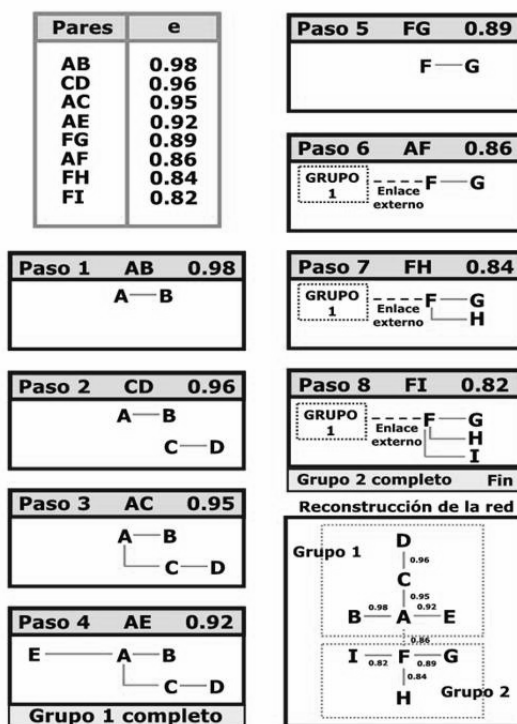 Pares e
AB 0.98
CD 0.96
AC 0.95
AE 0.92
FG 0.89
AF 0.86
FH 0.84
FI 0.82
Paso 1 AB 0.98
A B
Paso 2 CD 0.96
A B
C D
Paso 3 AC 0.95
A B
C D
Paso 4 AE 0.92
E A B
C D
Grupo 1 completo
Paso 5 FG 0.89
F G
Paso 6 AF 0.86
GRUPO
1
Enlace
externo
F G
Paso 7 FH 0.84
GRUPO
1
Enlace
externo
F G
H
Paso 8 FI 0.82
GRUPO
1
Enlace
externo
F G
H
I
Grupo 2 completo Fin
Reconstrucción de la red
Grupo 1
D
0.96
C
0.95
B 0.98 A 0.92 E
0.86
I 0.82 F 0.89 G
0.84
H
Grupo 2